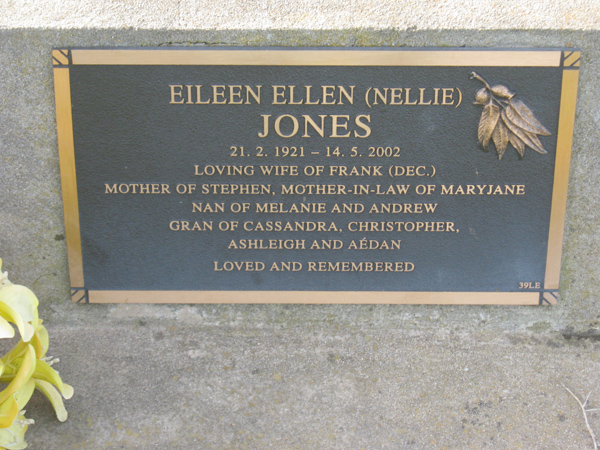 EILEEN ELLEN (NELLIE)
JONES
21. 2. 1921 – 14. 5. 2002
LOVING WIFE OF FRANK (DEC.)
MOTHER OF STEPHEN, MOTHER-IN-LAW OF MARYJANE
NAN OF MELANIE AND ANDREW
GRAN OF CASSANDRA, CHRISTOPHER,
ASHLEIGH AND AÉDAN
LOVED AND REMEMBERED
39LE